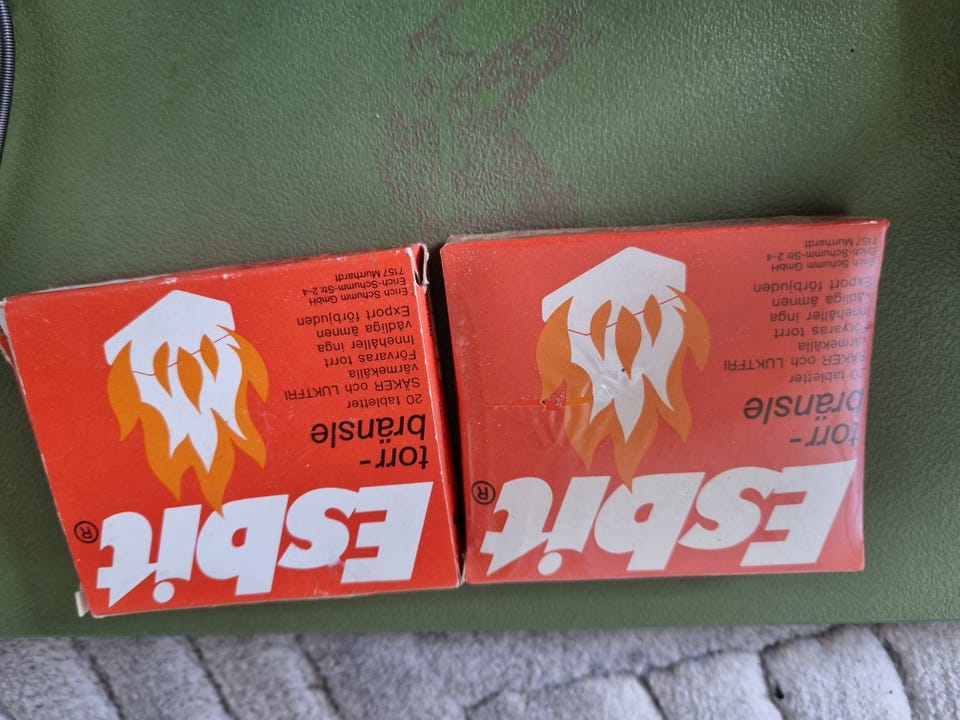 Esbit®
torr-
bränsle
20 tabletter
SÄKER och LUKTFRI
värmekälla
Förvaras torrt
Innehåller inga
vådliga ämnen
Export förbjuden
Erich Schumm GmbH
Erich-Schumm-Str. 2-4
7157 Murrhardt
Esbit®
torr-
bränsle
20 tabletter
SÄKER och LUKTFRI
värmekälla
Förvaras torrt
Innehåller inga
vådliga ämnen
Export förbjuden
Erich Schumm GmbH
Erich-Schumm-Str. 2-4
7157 Murrhardt